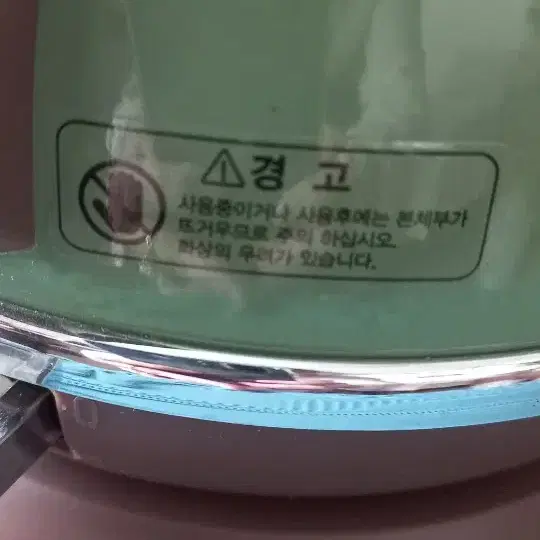 ⚠경 고
사용중이거나 사용후에는 본체부가
뜨거우므로 주의 하십시오.
화상의 우려가 있습니다.